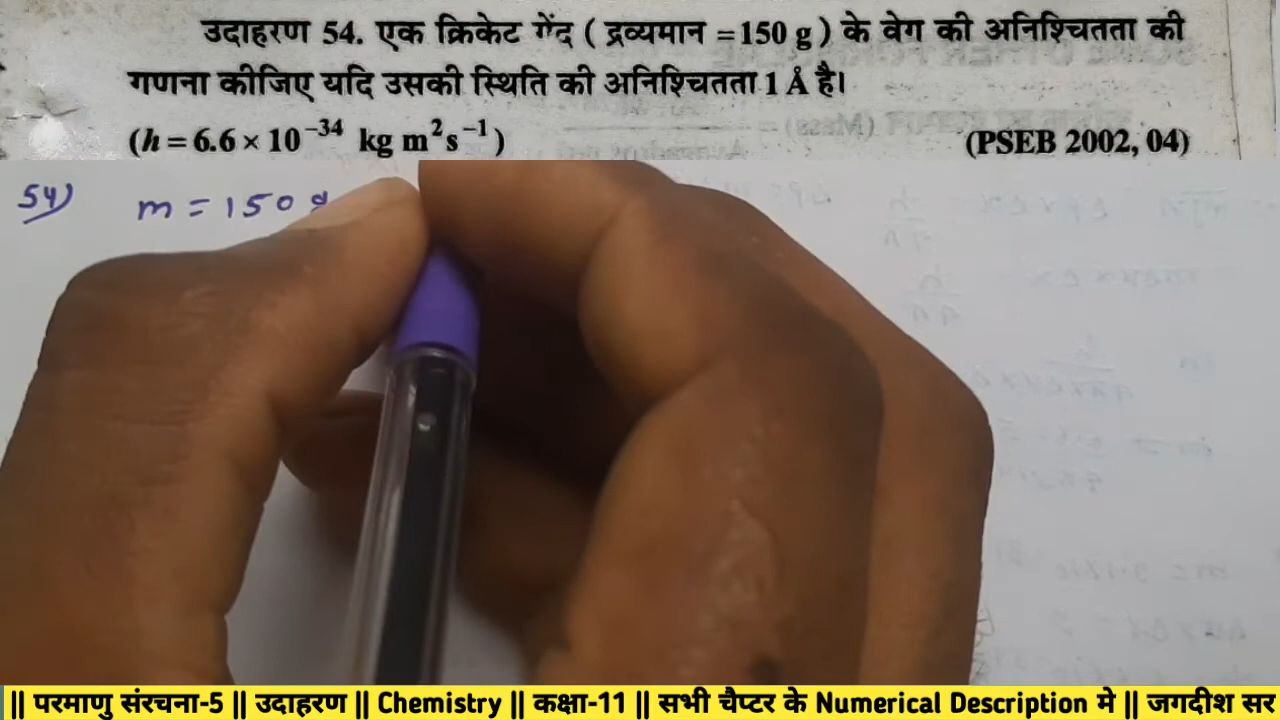 उदाहरण 54. एक क्रिकेट गेंद ( द्रव्यमान = 150 g ) के वेग की अनिश्चितता की
गणना कीजिए यदि उसकी स्थिति की अनिश्चितता 1 Å है।
(h = 6.6 × 10⁻³⁴ kg m² s⁻¹) (PSEB 2002, 04)
54) m = 150 g
|| परमाणु संरचना-5 || उदाहरण || Chemistry || कक्षा-11 || सभी चैप्टर के Numerical Description मे || जगदीश सर